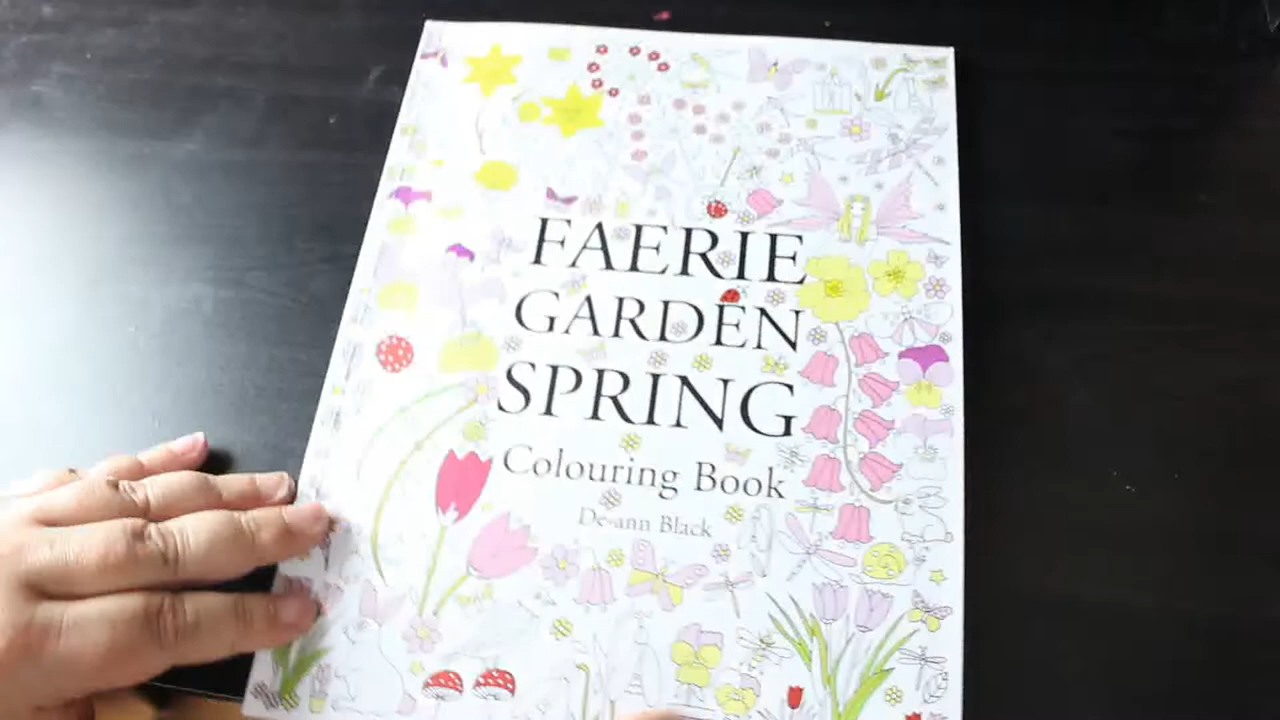 FAERIE
GARDEN
SPRING
Colouring Book
De-ann Black